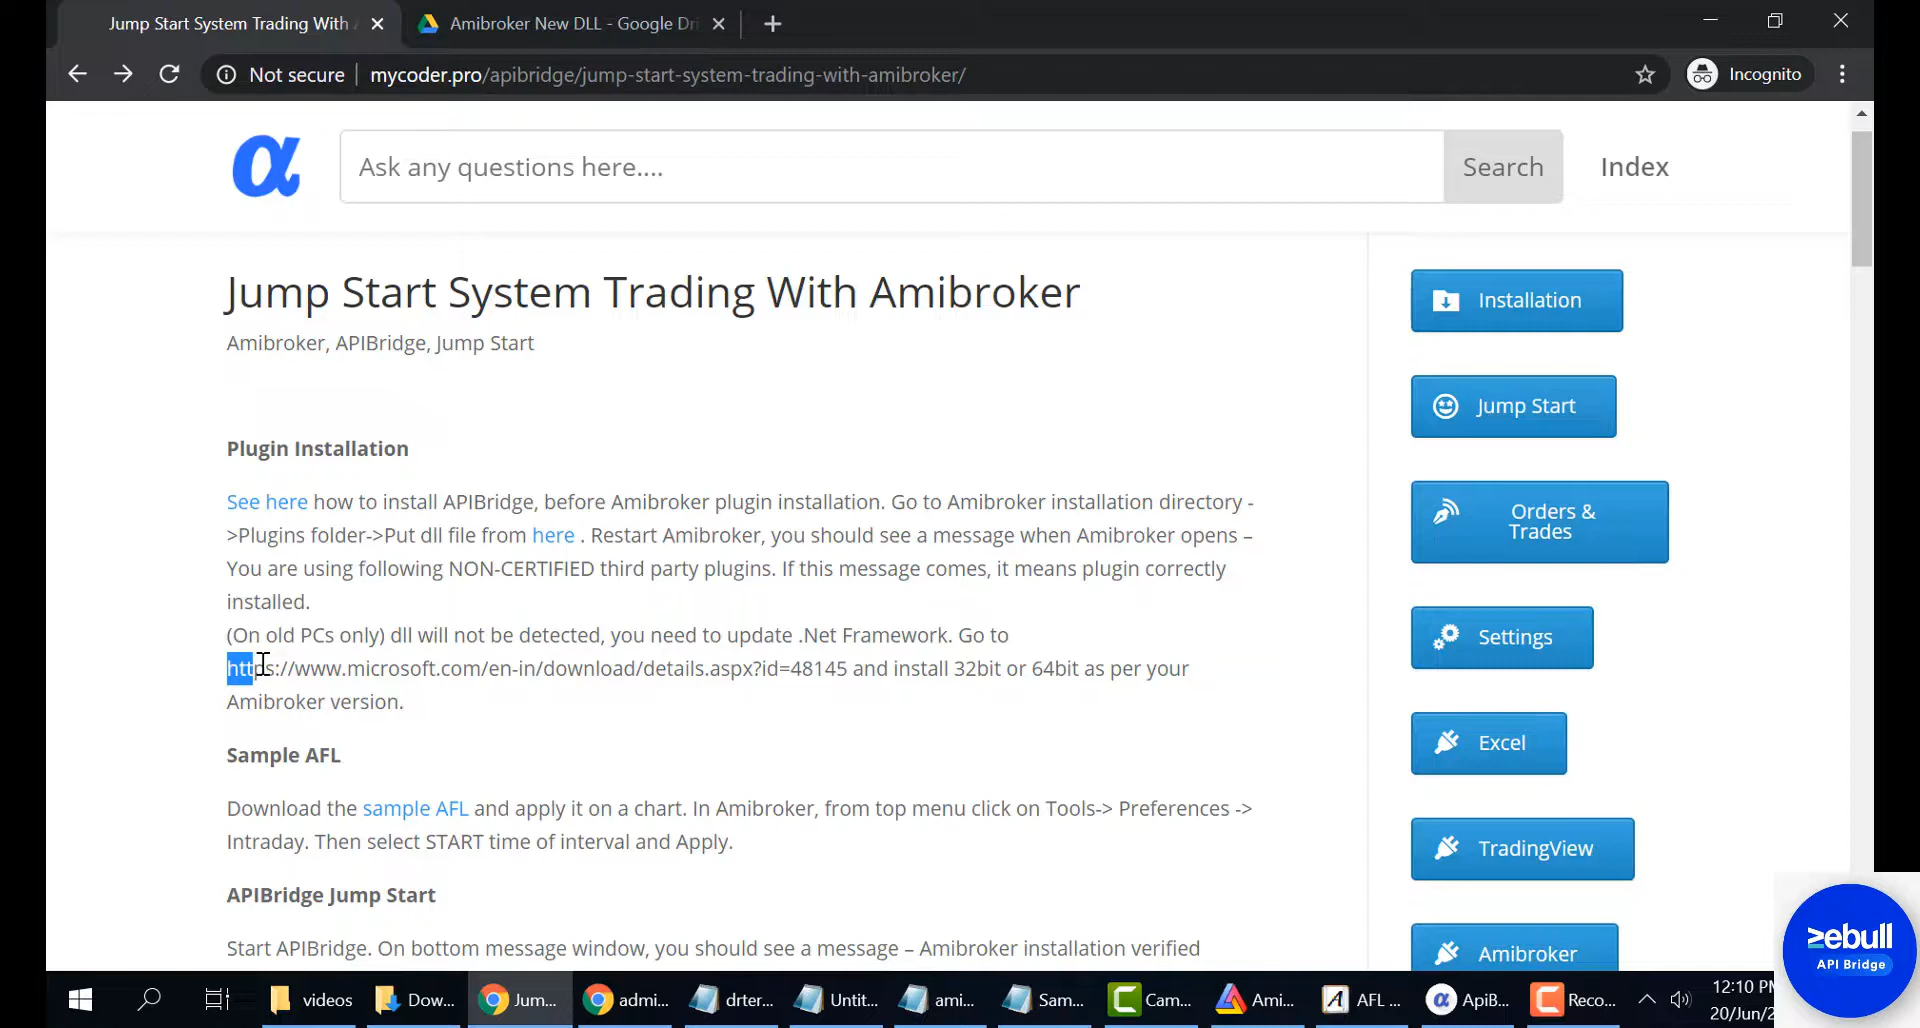 Jump Start System Trading With A
Amibroker New DLL - Google Dri
Not secure
mycoder.pro/apibridge/jump-start-system-trading-with-amibroker/
Incognito
α
Ask any questions here....
Search
Index
Jump Start System Trading With Amibroker
Amibroker, APIBridge, Jump Start
Plugin Installation
See here how to install APIBridge, before Amibroker plugin installation. Go to Amibroker installation directory -
>Plugins folder->Put dll file from here . Restart Amibroker, you should see a message when Amibroker opens –
You are using following NON-CERTIFIED third party plugins. If this message comes, it means plugin correctly
installed.
(On old PCs only) dll will not be detected, you need to update .Net Framework. Go to
https://www.microsoft.com/en-in/download/details.aspx?id=48145 and install 32bit or 64bit as per your
Amibroker version.
Sample AFL
Download the sample AFL and apply it on a chart. In Amibroker, from top menu click on Tools-> Preferences ->
Intraday. Then select START time of interval and Apply.
APIBridge Jump Start
Start APIBridge. On bottom message window, you should see a message – Amibroker installation verified
Installation
Jump Start
Orders &
Trades
Settings
Excel
TradingView
Amibroker
zebull
API Bridge
videos
Dow...
Jum...
admi...
drter...
Untit...
ami...
Sam...
Cam...
Ami...
AFL ...
ApiB...
Reco...
12:10 PM
20/Jun/2